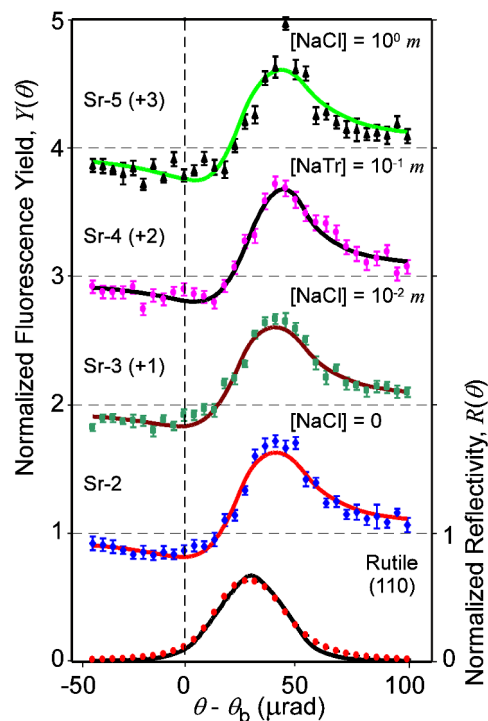 Normalized Fluorescence Yield, Y(θ)
Normalized Reflectivity, R(θ)
5
4
3
2
1
0
1
0
[NaCl] = 10⁰ m
Sr-5 (+3)
[NaTr] = 10⁻¹ m
Sr-4 (+2)
[NaCl] = 10⁻² m
Sr-3 (+1)
[NaCl] = 0
Sr-2
Rutile
(110)
-50 0 50 100
θ - θb (μrad)